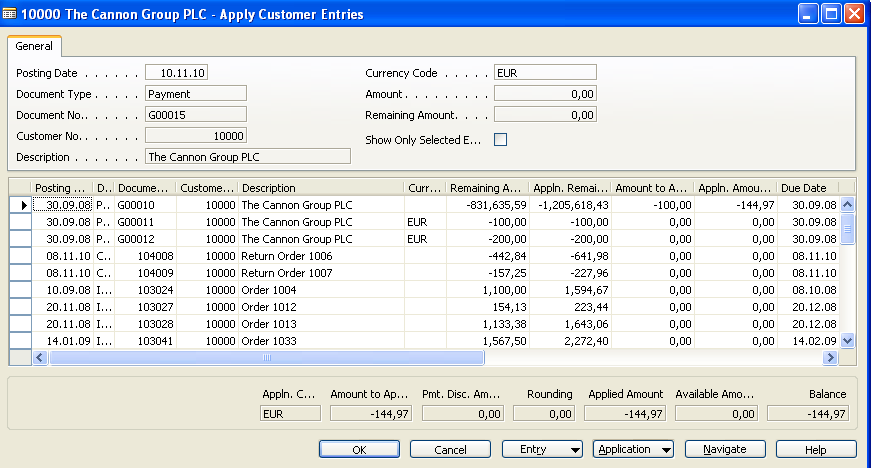 10000 The Cannon Group PLC - Apply Customer Entries
General
Posting Date . . . . . . 10.11.10 Currency Code . . . . . EUR
Document Type . . . . . Payment Amount . . . . . . . . . 0,00
Document No.. . . . . . G00015 Remaining Amount. . . . 0,00
Customer No.. . . . . . 10000 Show Only Selected E...
Description . . . . . . The Cannon Group PLC
Posting ... D.. Docume... Custome... Description Curr... Remaining A... Appln. Remai... Amount to A... Appln. Amou... Due Date
30.09.08 P.. G00010 10000 The Cannon Group PLC -831,635,59 -1,205,618,43 -100,00 -144,97 30.09.08
30.09.08 P.. G00011 10000 The Cannon Group PLC EUR -100,00 -100,00 0,00 0,00 30.09.08
30.09.08 P.. G00012 10000 The Cannon Group PLC EUR -200,00 -200,00 0,00 0,00 30.09.08
08.11.10 C.. 104008 10000 Return Order 1006 -442,84 -641,98 0,00 0,00 08.11.10
08.11.10 C.. 104009 10000 Return Order 1007 -157,25 -227,96 0,00 0,00 08.11.10
10.09.08 I... 103024 10000 Order 1004 1,100,00 1,594,67 0,00 0,00 08.10.08
20.11.08 I... 103027 10000 Order 1012 154,13 223,44 0,00 0,00 20.12.08
20.11.08 I... 103028 10000 Order 1013 1,133,38 1,643,06 0,00 0,00 20.12.08
14.01.09 I... 103041 10000 Order 1033 1,567,50 2,272,40 0,00 0,00 14.02.09
Appln. C... Amount to Ap... Pmt. Disc. Am... Rounding Applied Amount Available Amo... Balance
EUR -144,97 0,00 0,00 -144,97 0,00 -144,97
OK Cancel Entry Application Navigate Help